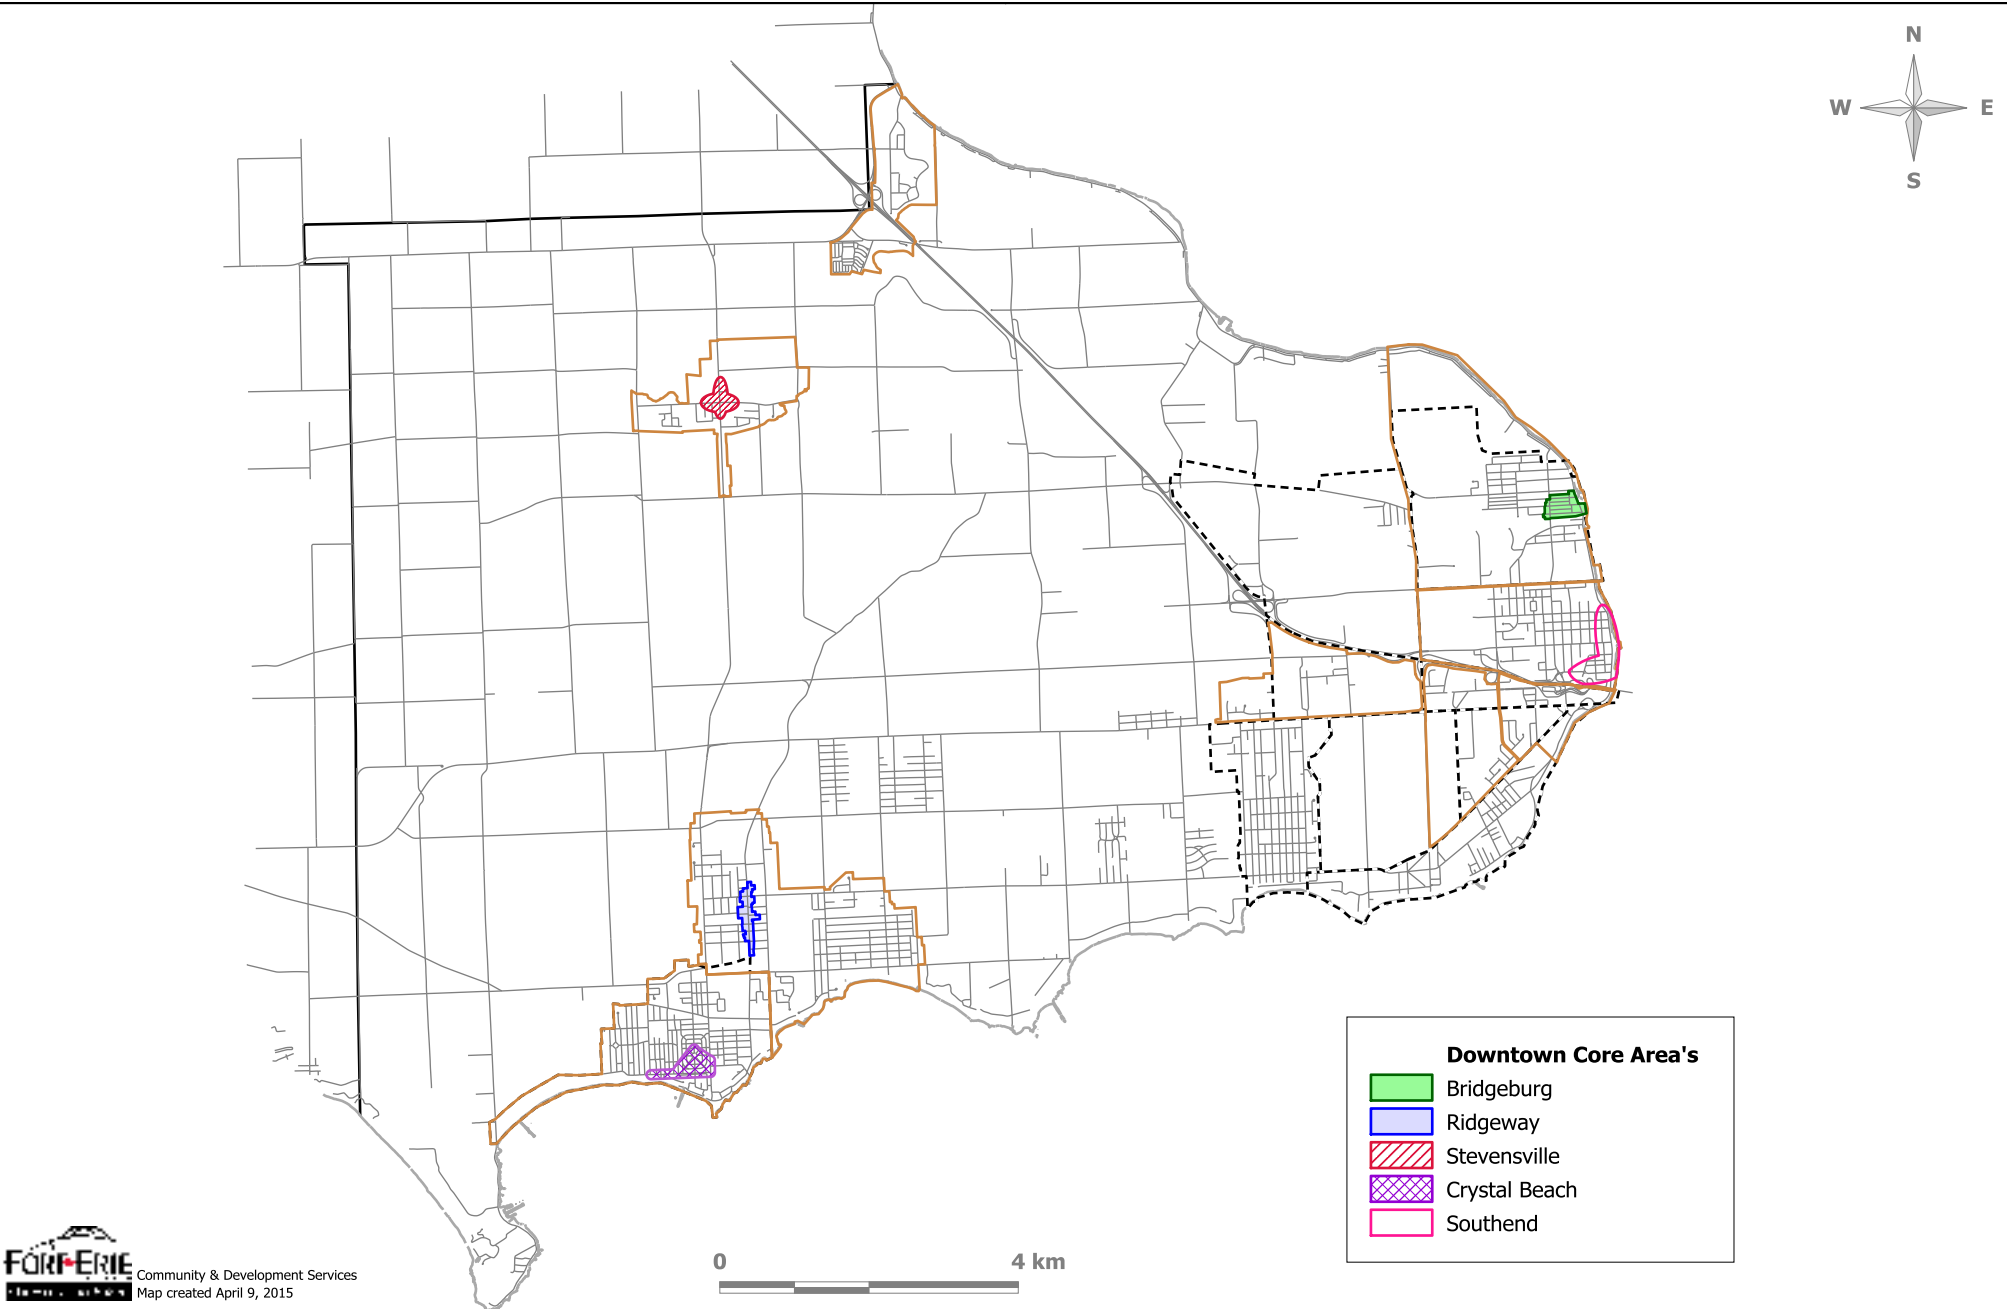 N
W E
S
Downtown Core Area's
Bridgeburg
Ridgeway
Stevensville
Crystal Beach
Southend
0 4 km
FORT ERIE
Community & Development Services
Map created April 9, 2015